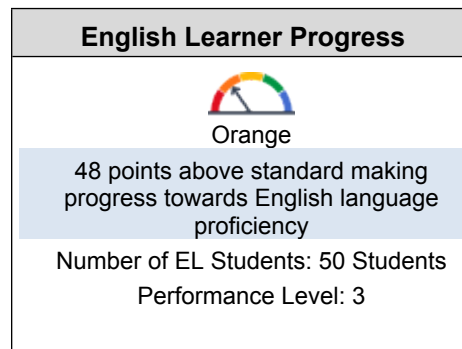 English Learner Progress
Orange
48 points above standard making
progress towards English language
proficiency
Number of EL Students: 50 Students
Performance Level: 3